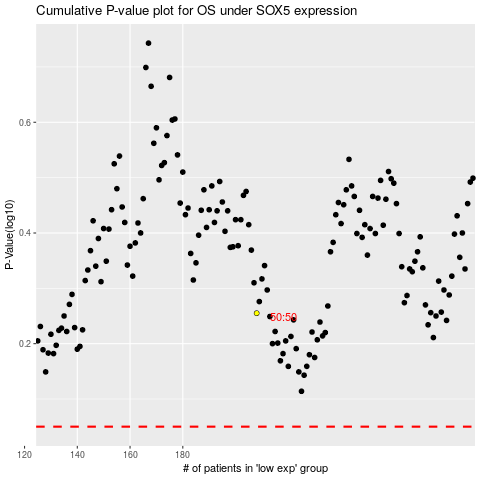 Cumulative P-value plot for OS under SOX5 expression
P-Value(log10)
0.6
0.4
0.2
50:50
120 140 160 180
# of patients in 'low exp' group